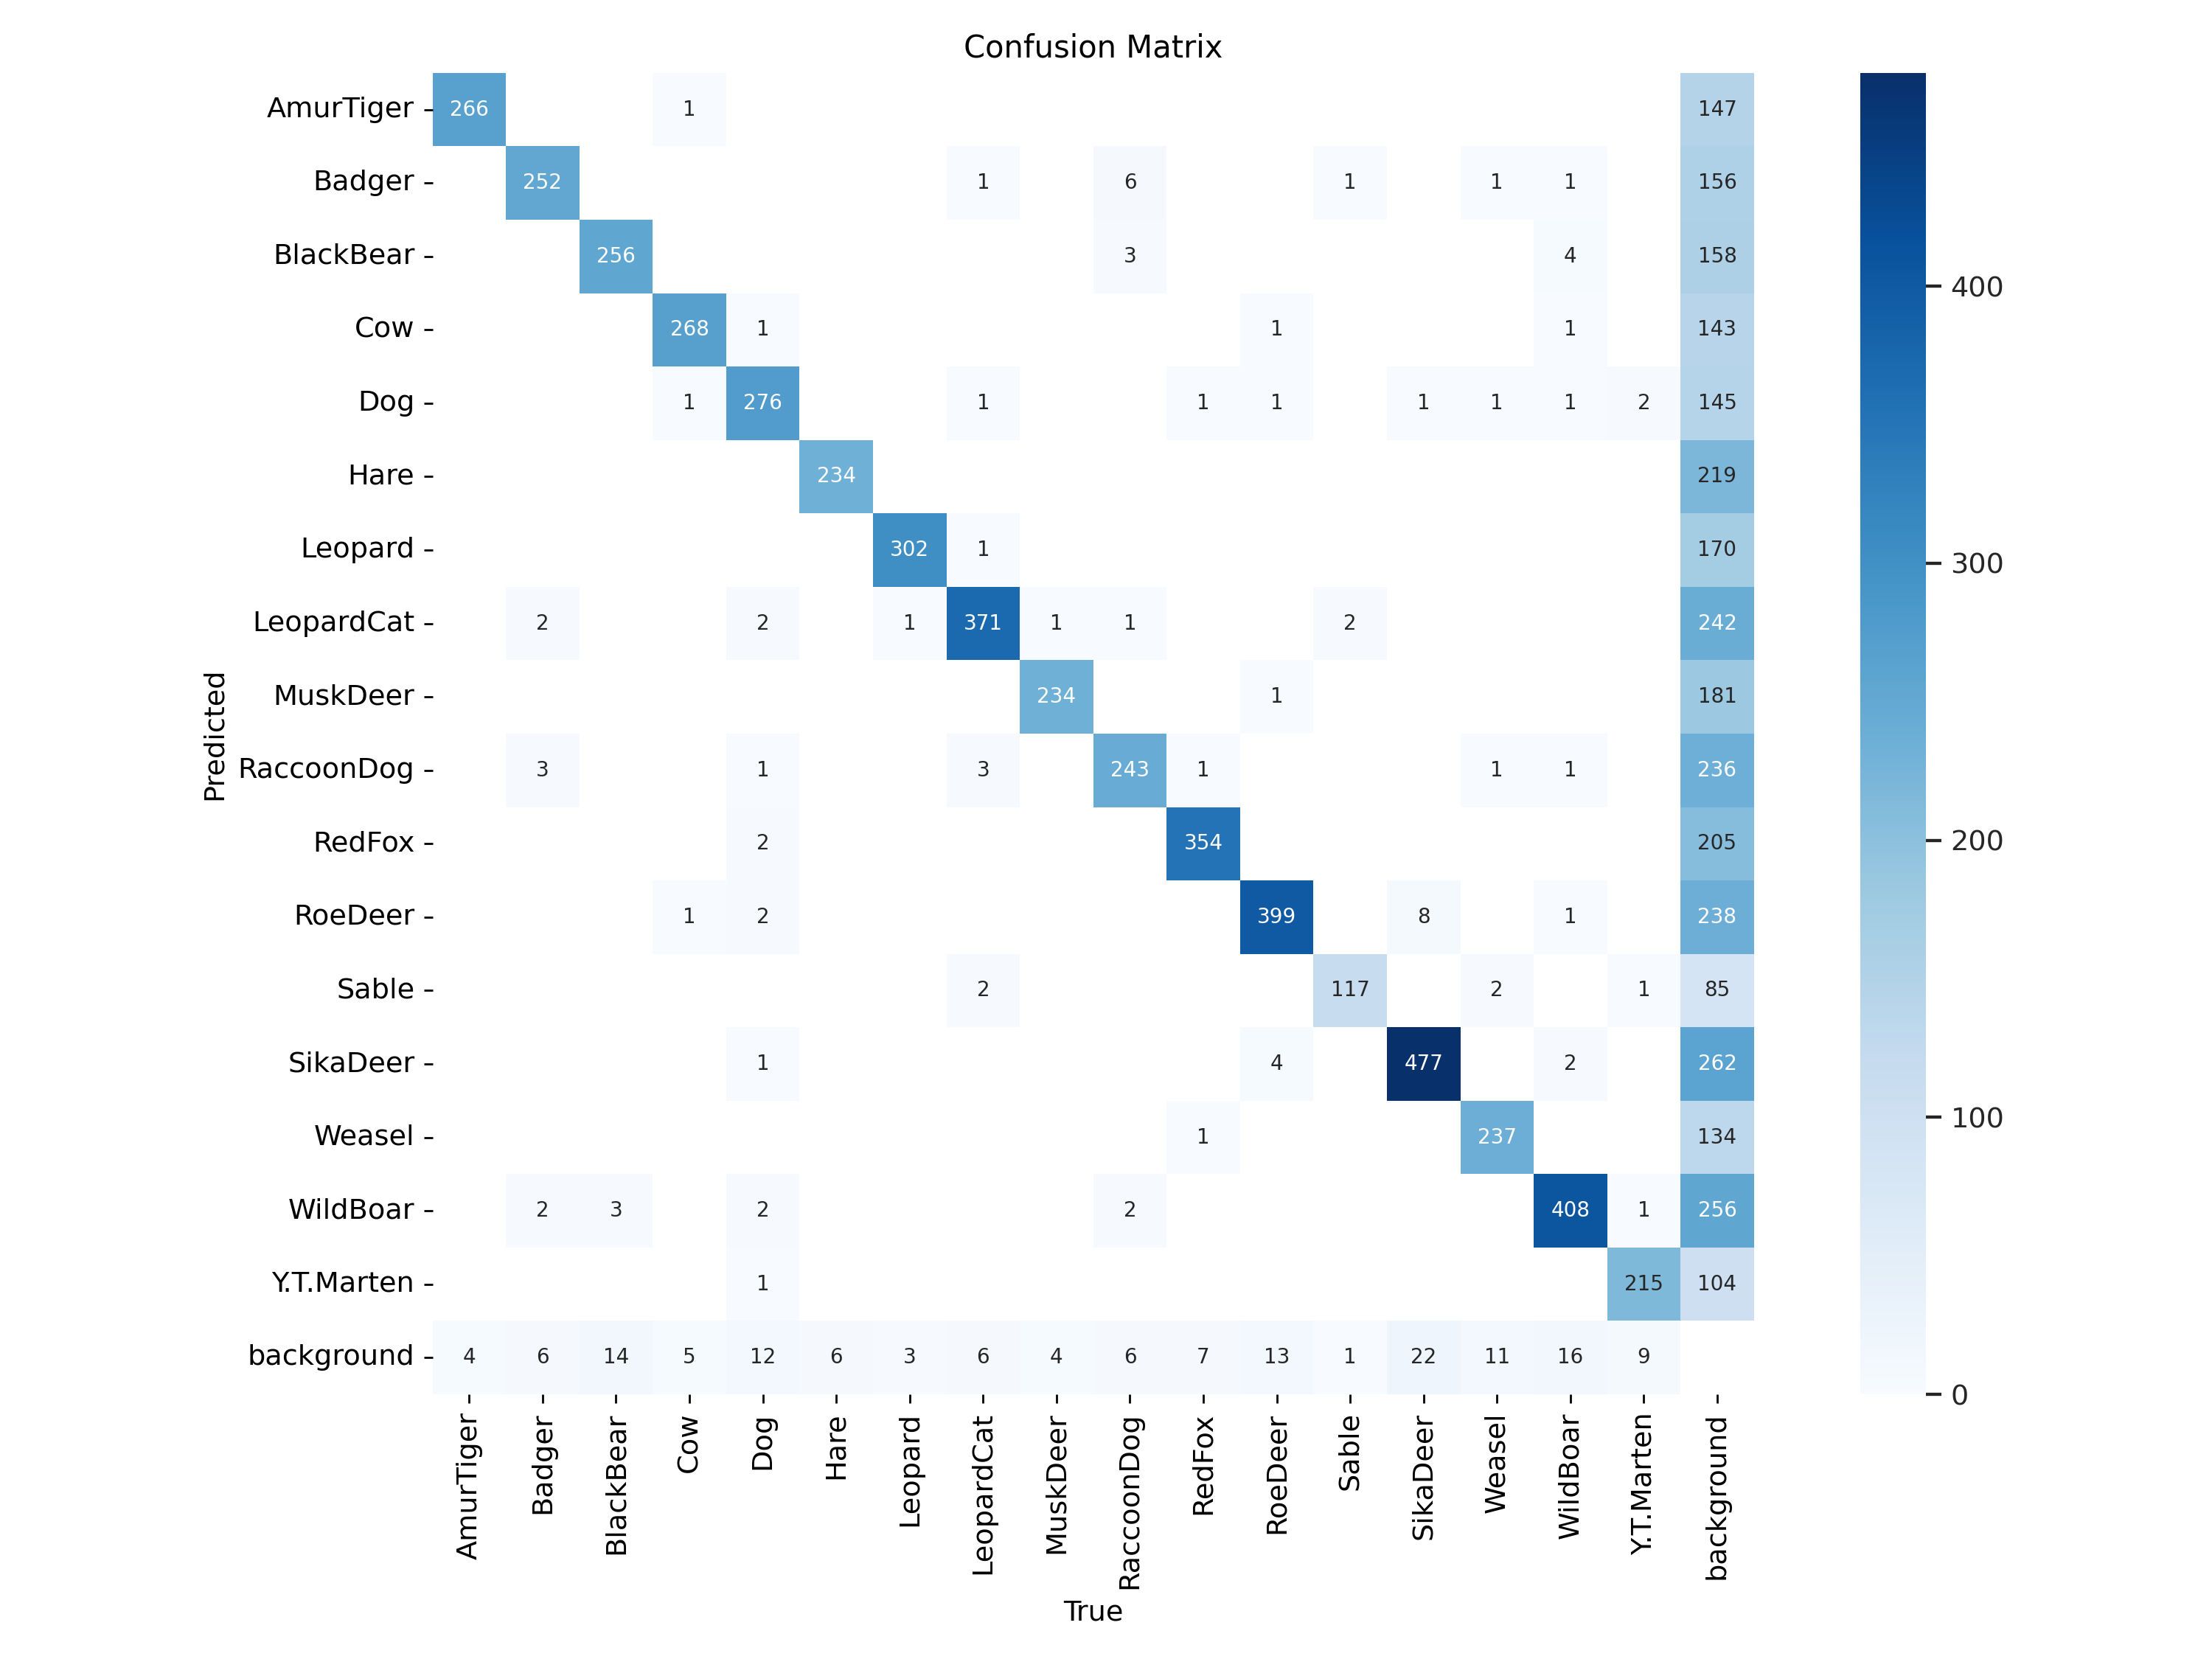 Confusion Matrix
AmurTiger 266 1 147
Badger 252 1 6 1 1 1 156
BlackBear 256 3 4 158
Cow 268 1 1 1 143
Dog 1 276 1 1 1 1 1 1 2 145
Hare 234 219
Leopard 302 1 170
LeopardCat 2 2 1 371 1 1 2 242
MuskDeer 234 1 181
RaccoonDog 3 1 3 243 1 1 1 236
RedFox 2 354 205
RoeDeer 1 2 399 8 1 238
Sable 2 117 2 1 85
SikaDeer 1 4 477 2 262
Weasel 1 237 134
WildBoar 2 3 2 2 408 1 256
Y.T.Marten 1 215 104
background 4 6 14 5 12 6 3 6 4 6 7 13 1 22 11 16 9
Predicted
AmurTiger Badger BlackBear Cow Dog Hare Leopard LeopardCat MuskDeer RaccoonDog RedFox RoeDeer Sable SikaDeer Weasel WildBoar Y.T.Marten background
True
400
300
200
100
0